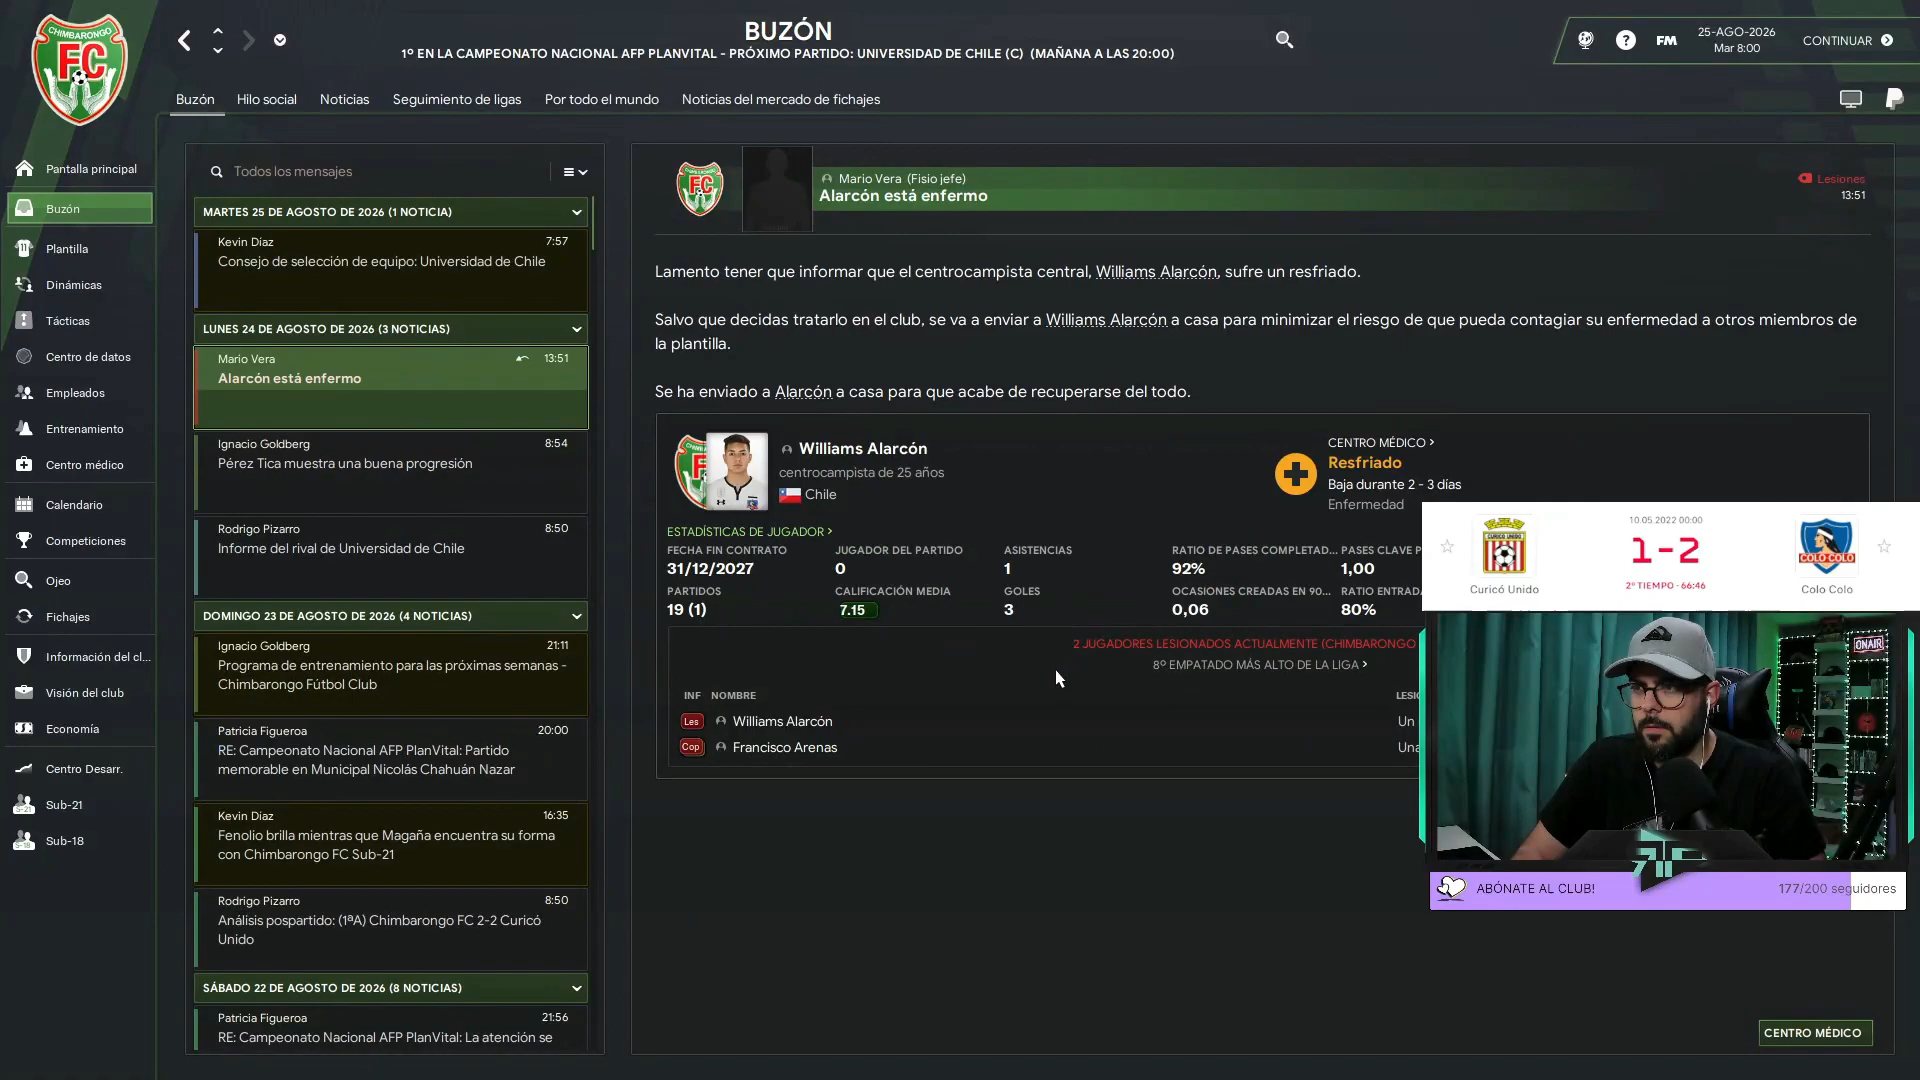 CHIMBARONGO
FC
BUZÓN
1º EN LA CAMPEONATO NACIONAL AFP PLANVITAL - PRÓXIMO PARTIDO: UNIVERSIDAD DE CHILE (C) (MAÑANA A LAS 20:00)
FM
25-AGO-2026
Mar 8:00
CONTINUAR
Buzón
Hilo social
Noticias
Seguimiento de ligas
Por todo el mundo
Noticias del mercado de fichajes
Pantalla principal
Buzón
Plantilla
Dinámicas
Tácticas
Centro de datos
Empleados
Entrenamiento
Centro médico
Calendario
Competiciones
Ojeo
Fichajes
Información del cl...
Visión del club
Economía
Centro Desarr.
Sub-21
Sub-18
Todos los mensajes
MARTES 25 DE AGOSTO DE 2026 (1 NOTICIA)
Kevin Díaz 7:57
Consejo de selección de equipo: Universidad de Chile
LUNES 24 DE AGOSTO DE 2026 (3 NOTICIAS)
Mario Vera 13:51
Alarcón está enfermo
Ignacio Goldberg 8:54
Pérez Tica muestra una buena progresión
Rodrigo Pizarro 8:50
Informe del rival de Universidad de Chile
DOMINGO 23 DE AGOSTO DE 2026 (4 NOTICIAS)
Ignacio Goldberg 21:11
Programa de entrenamiento para las próximas semanas -
Chimbarongo Fútbol Club
Patricia Figueroa 20:00
RE: Campeonato Nacional AFP PlanVital: Partido
memorable en Municipal Nicolás Chahuán Nazar
Kevin Díaz 16:35
Fenolio brilla mientras que Magaña encuentra su forma
con Chimbarongo FC Sub-21
Rodrigo Pizarro 8:50
Análisis pospartido: (1ªA) Chimbarongo FC 2-2 Curicó
Unido
SÁBADO 22 DE AGOSTO DE 2026 (8 NOTICIAS)
Patricia Figueroa 21:56
RE: Campeonato Nacional AFP PlanVital: La atención se
Mario Vera (Fisio jefe)
Alarcón está enfermo
Lesiones
13:51
Lamento tener que informar que el centrocampista central, Williams Alarcón, sufre un resfriado.
Salvo que decidas tratarlo en el club, se va a enviar a Williams Alarcón a casa para minimizar el riesgo de que pueda contagiar su enfermedad a otros miembros de
la plantilla.
Se ha enviado a Alarcón a casa para que acabe de recuperarse del todo.
Williams Alarcón
centrocampista de 25 años
Chile
CENTRO MÉDICO >
Resfriado
Baja durante 2 - 3 días
Enfermedad
ESTADÍSTICAS DE JUGADOR >
FECHA FIN CONTRATO JUGADOR DEL PARTIDO ASISTENCIAS RATIO DE PASES COMPLETAD... PASES CLAVE P
31/12/2027 0 1 92% 1,00
PARTIDOS CALIFICACIÓN MEDIA GOLES OCASIONES CREADAS EN 90... RATIO ENTRADA
19 (1) 7.15 3 0,06 80%
2 JUGADORES LESIONADOS ACTUALMENTE (CHIMBARONGO
8º EMPATADO MÁS ALTO DE LA LIGA >
INF NOMBRE LESIO
Les Williams Alarcón Un
Cop Francisco Arenas Una
CENTRO MÉDICO
10.05.2022 00:00
1-2
2º TIEMPO - 66:46
Curicó Unido
Colo Colo
CURICO UNIDO
COLO COLO
ON AIR
ABÓNATE AL CLUB!
177/200 seguidores